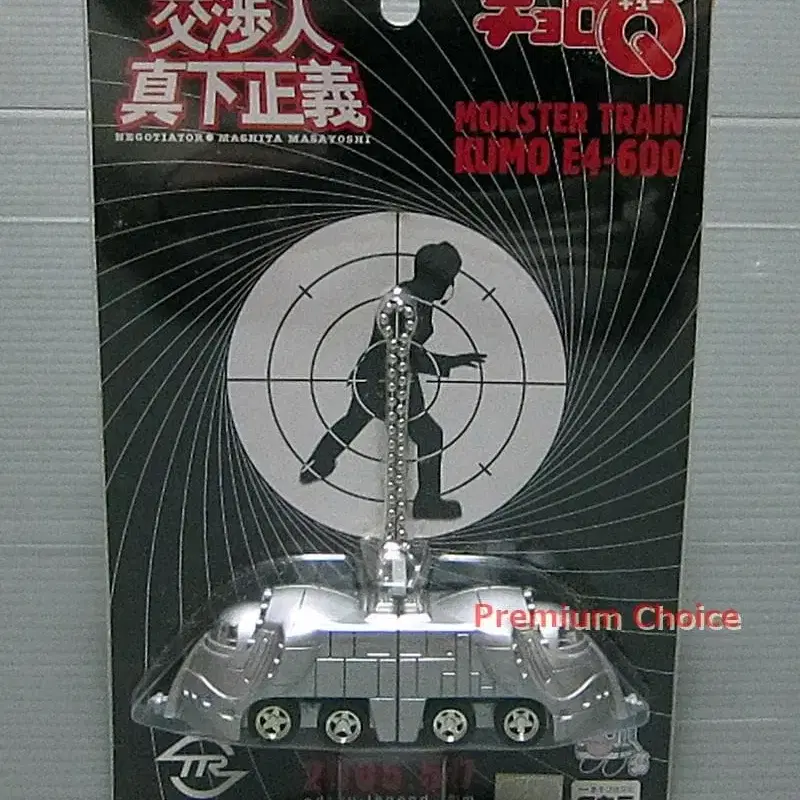 交渉人
真下正義
NEGOTIATOR MASHITA MASAYOSHI
チョロQ
MONSTER TRAIN
KUMO E4-600
Premium Choice
TR